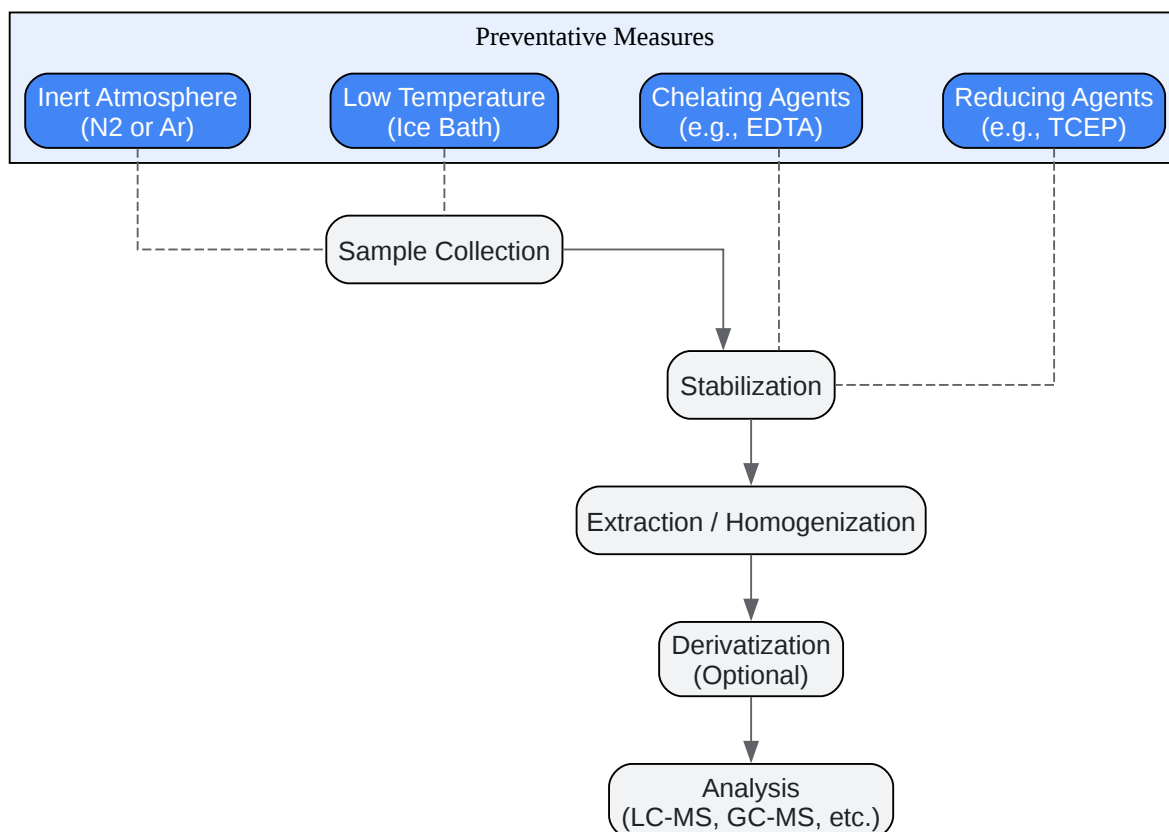 Preventative Measures
Inert Atmosphere
(N2 or Ar)
Low Temperature
(Ice Bath)
Chelating Agents
(e.g., EDTA)
Reducing Agents
(e.g., TCEP)
Sample Collection
Stabilization
Extraction / Homogenization
Derivatization
(Optional)
Analysis
(LC-MS, GC-MS, etc.)